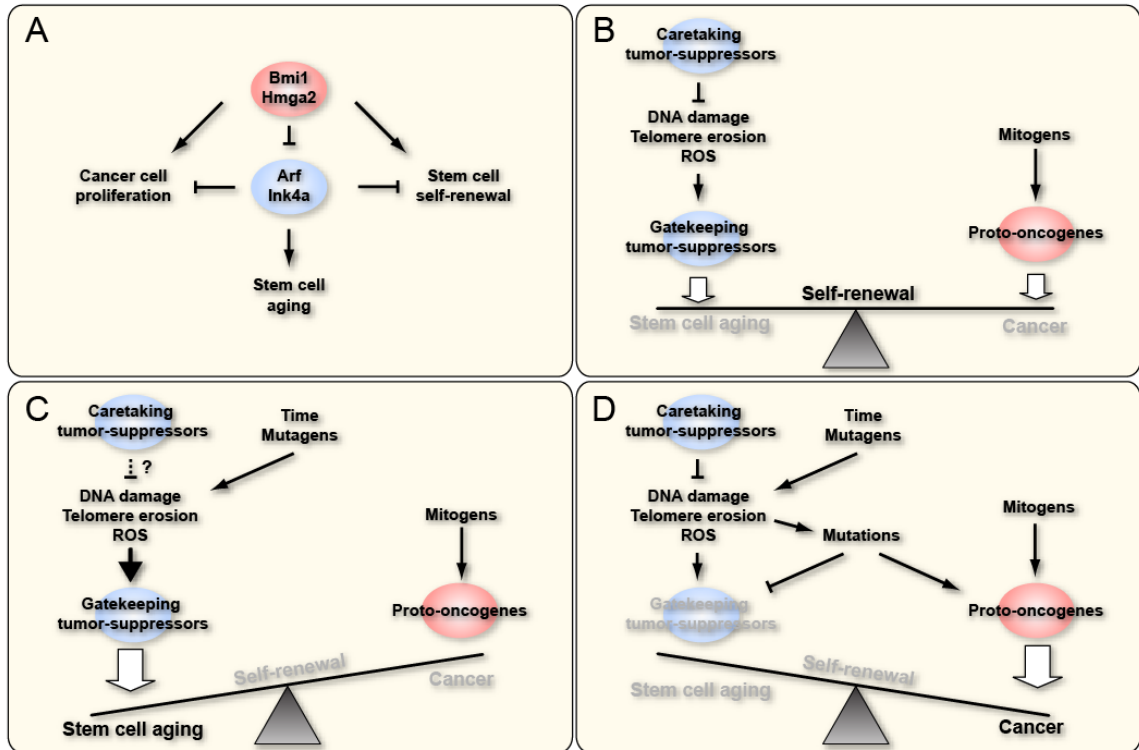 A
Bmi1
Hmga2
Cancer cell
proliferation
Arf
Ink4a
Stem cell
self-renewal
Stem cell
aging
B
Caretaking
tumor-suppressors
DNA damage
Telomere erosion
ROS
Mitogens
Gatekeeping
tumor-suppressors
Proto-oncogenes
Self-renewal
Stem cell aging
Cancer
C
Caretaking
tumor-suppressors
Time
Mutagens
?
DNA damage
Telomere erosion
ROS
Mitogens
Gatekeeping
tumor-suppressors
Proto-oncogenes
Self-renewal
Cancer
Stem cell aging
D
Caretaking
tumor-suppressors
Time
Mutagens
DNA damage
Telomere erosion
ROS
Mutations
Mitogens
Gatekeeping
tumor-suppressors
Proto-oncogenes
Self-renewal
Stem cell aging
Cancer